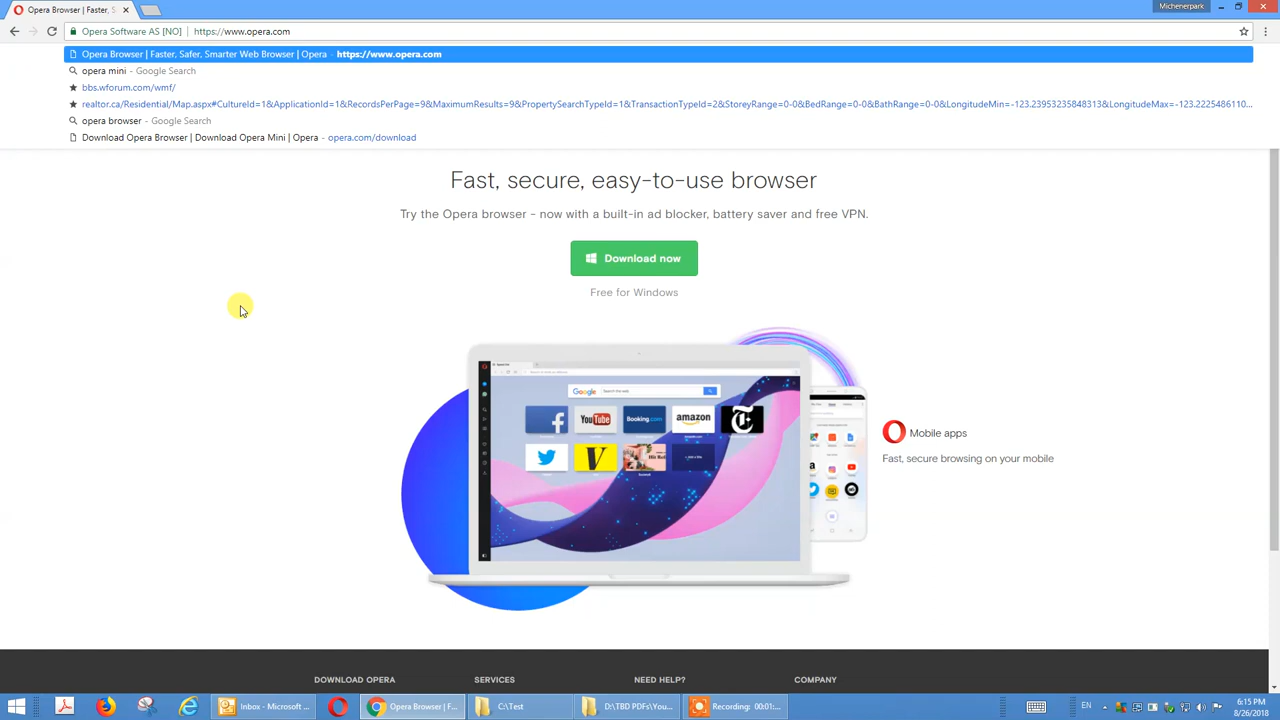 Opera Browser | Faster, S
Michenerpark
Opera Software AS [NO] | https://www.opera.com
Opera Browser | Faster, Safer, Smarter Web Browser | Opera - https://www.opera.com
opera mini - Google Search
bbs.wforum.com/wmf/
realtor.ca/Residential/Map.aspx#CultureId=1&ApplicationId=1&RecordsPerPage=9&MaximumResults=9&PropertySearchTypeId=1&TransactionTypeId=2&StoreyRange=0-0&BedRange=0-0&BathRange=0-0&LongitudeMin=-123.23953235848313&LongitudeMax=-123.2225486110...
opera browser - Google Search
Download Opera Browser | Download Opera Mini | Opera - opera.com/download
Fast, secure, easy-to-use browser
Try the Opera browser - now with a built-in ad blocker, battery saver and free VPN.
Download now
Free for Windows
Google
YouTube
Booking.com
amazon
Mobile apps
Fast, secure browsing on your mobile
DOWNLOAD OPERA
SERVICES
NEED HELP?
COMPANY
Inbox - Microsoft ...
Opera Browser | F...
C:\Test
D:\TBD PDFs\You...
Recording: 00:01:...
EN
6:15 PM
8/26/2018